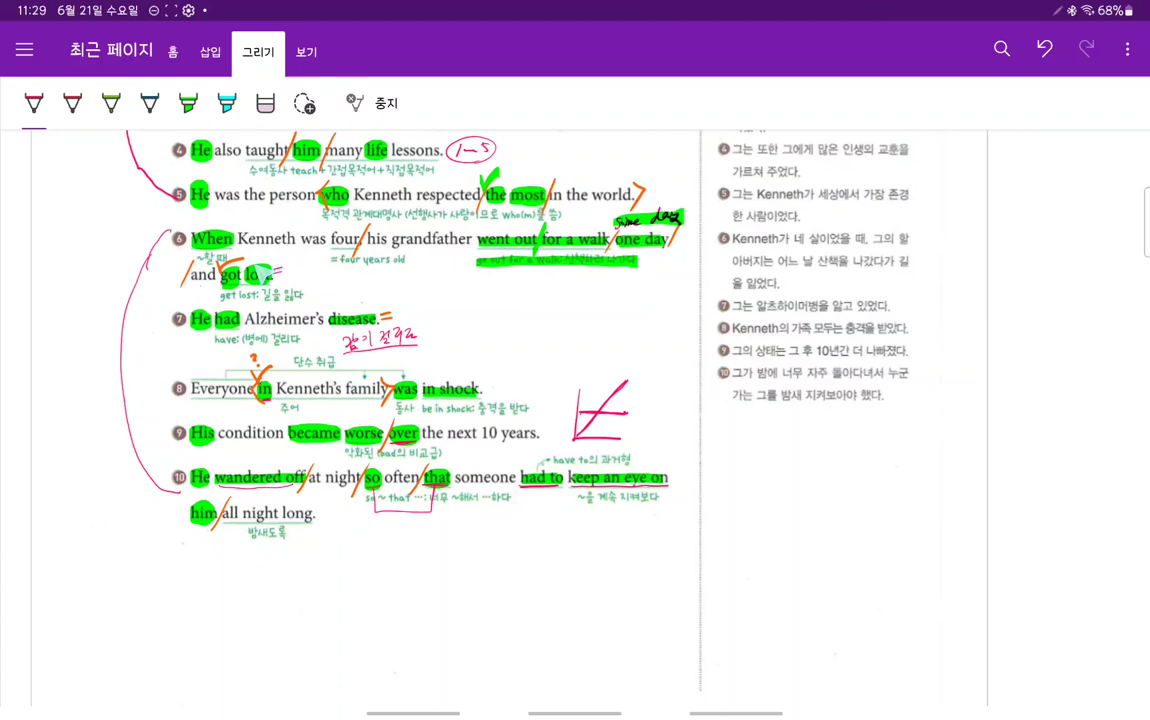 11:29 6월 21일 수요일 68%
최근 페이지 홈 삽입 그리기 보기
중지
④ He also taught him many life lessons. 1-5
수여동사 teach+간접목적어+직접목적어
⑤ He was the person who Kenneth respected the most in the world.
목적격 관계대명사 (선행사가 사람이므로 who(m)을 씀)
some day
⑥ When Kenneth was four, his grandfather went out for a walk one day
~할 때 = four years old go out for a walk: 산책하러 나가다
and got lost.
get lost: 길을 잃다
⑦ He had Alzheimer's disease.
have: (병에) 걸리다
감기 걸리다
단수 취급
⑧ Everyone in Kenneth's family was in shock.
주어 동사 be in shock: 충격을 받다
⑨ His condition became worse over the next 10 years.
악화된 (bad의 비교급)
have to의 과거형
⑩ He wandered off at night so often that someone had to keep an eye on
so ~ that …: 너무 ~해서 …하다 ~을 계속 지켜보다
him all night long.
밤새도록
④ 그는 또한 그에게 많은 인생의 교훈을
가르쳐 주었다.
⑤ 그는 Kenneth가 세상에서 가장 존경
한 사람이었다.
⑥ Kenneth가 네 살이었을 때, 그의 할
아버지는 어느 날 산책을 나갔다가 길
을 잃었다.
⑦ 그는 알츠하이머병을 앓고 있었다.
⑧ Kenneth의 가족 모두는 충격을 받았다.
⑨ 그의 상태는 그 후 10년간 더 나빠졌다.
⑩ 그가 밤에 너무 자주 돌아다녀서 누군
가는 그를 밤새 지켜보아야 했다.